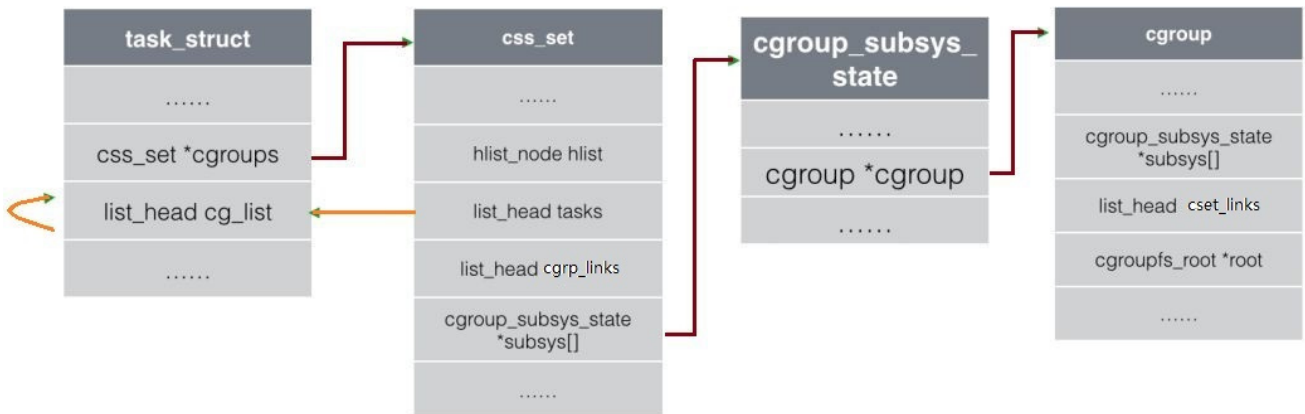 task_struct
......
css_set *cgroups
list_head cg_list
......
css_set
......
hlist_node hlist
list_head tasks
list_head cgrp_links
cgroup_subsys_state
*subsys[]
......
cgroup_subsys_
state
......
cgroup *cgroup
......
cgroup
......
cgroup_subsys_state
*subsys[]
list_head cset_links
cgroupfs_root *root
......